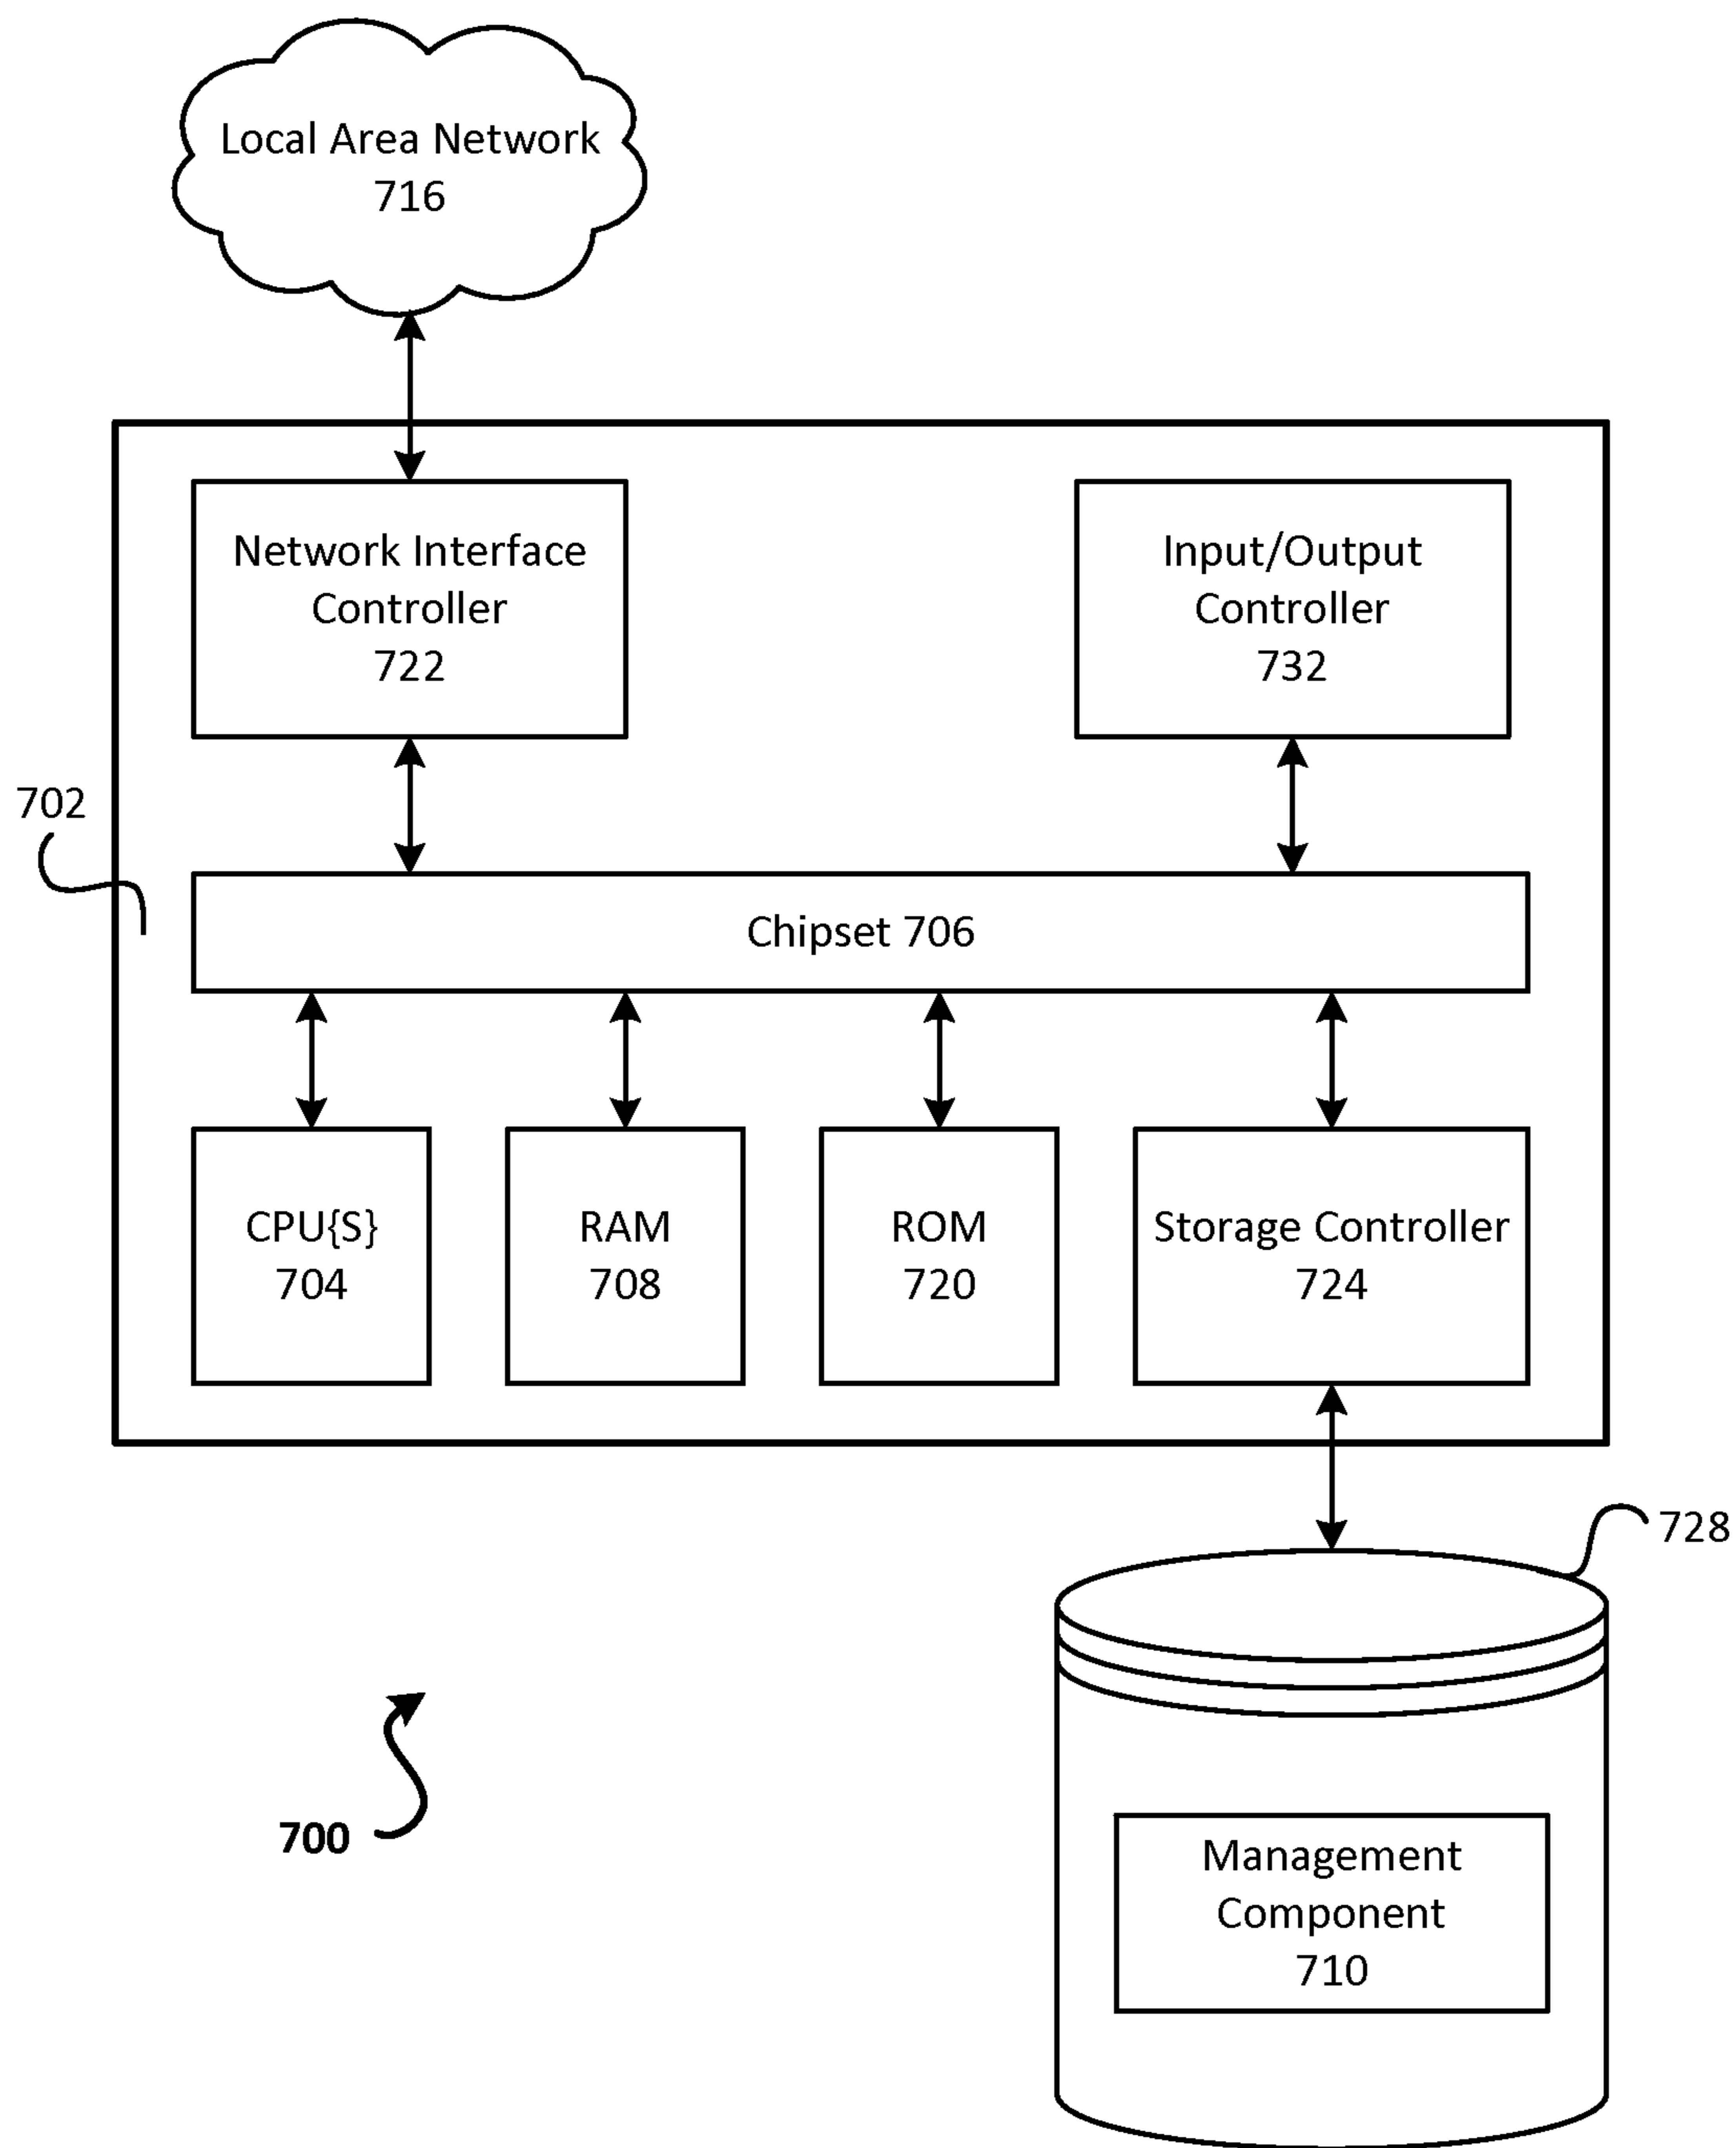 Local Area Network
716
Network Interface
Controller
722
Input/Output
Controller
732
702
Chipset 706
CPU{S}
704
RAM
708
ROM
720
Storage Controller
724
728
700
Management
Component
710